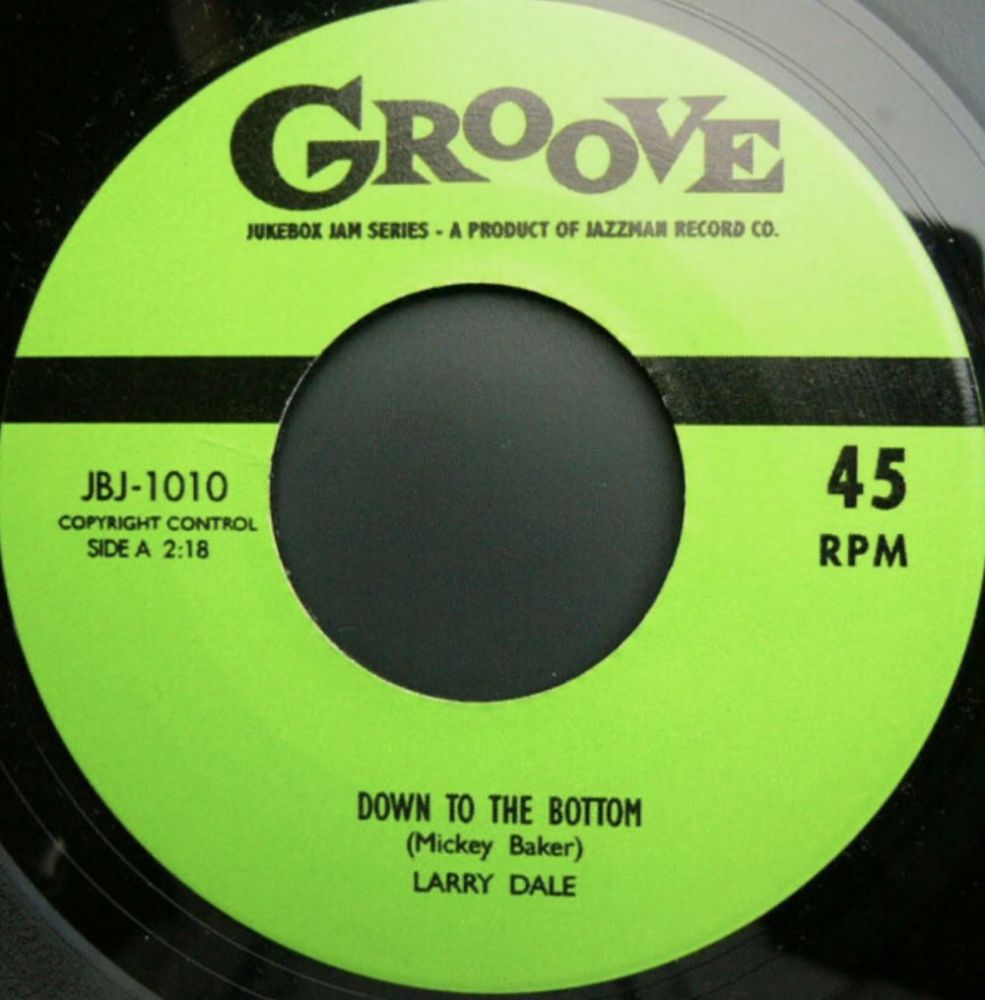 GROOVE
JUKEBOX JAM SERIES - A PRODUCT OF JAZZMAN RECORD CO.
JBJ-1010
COPYRIGHT CONTROL
SIDE A 2:18
45
RPM
DOWN TO THE BOTTOM
(Mickey Baker)
LARRY DALE